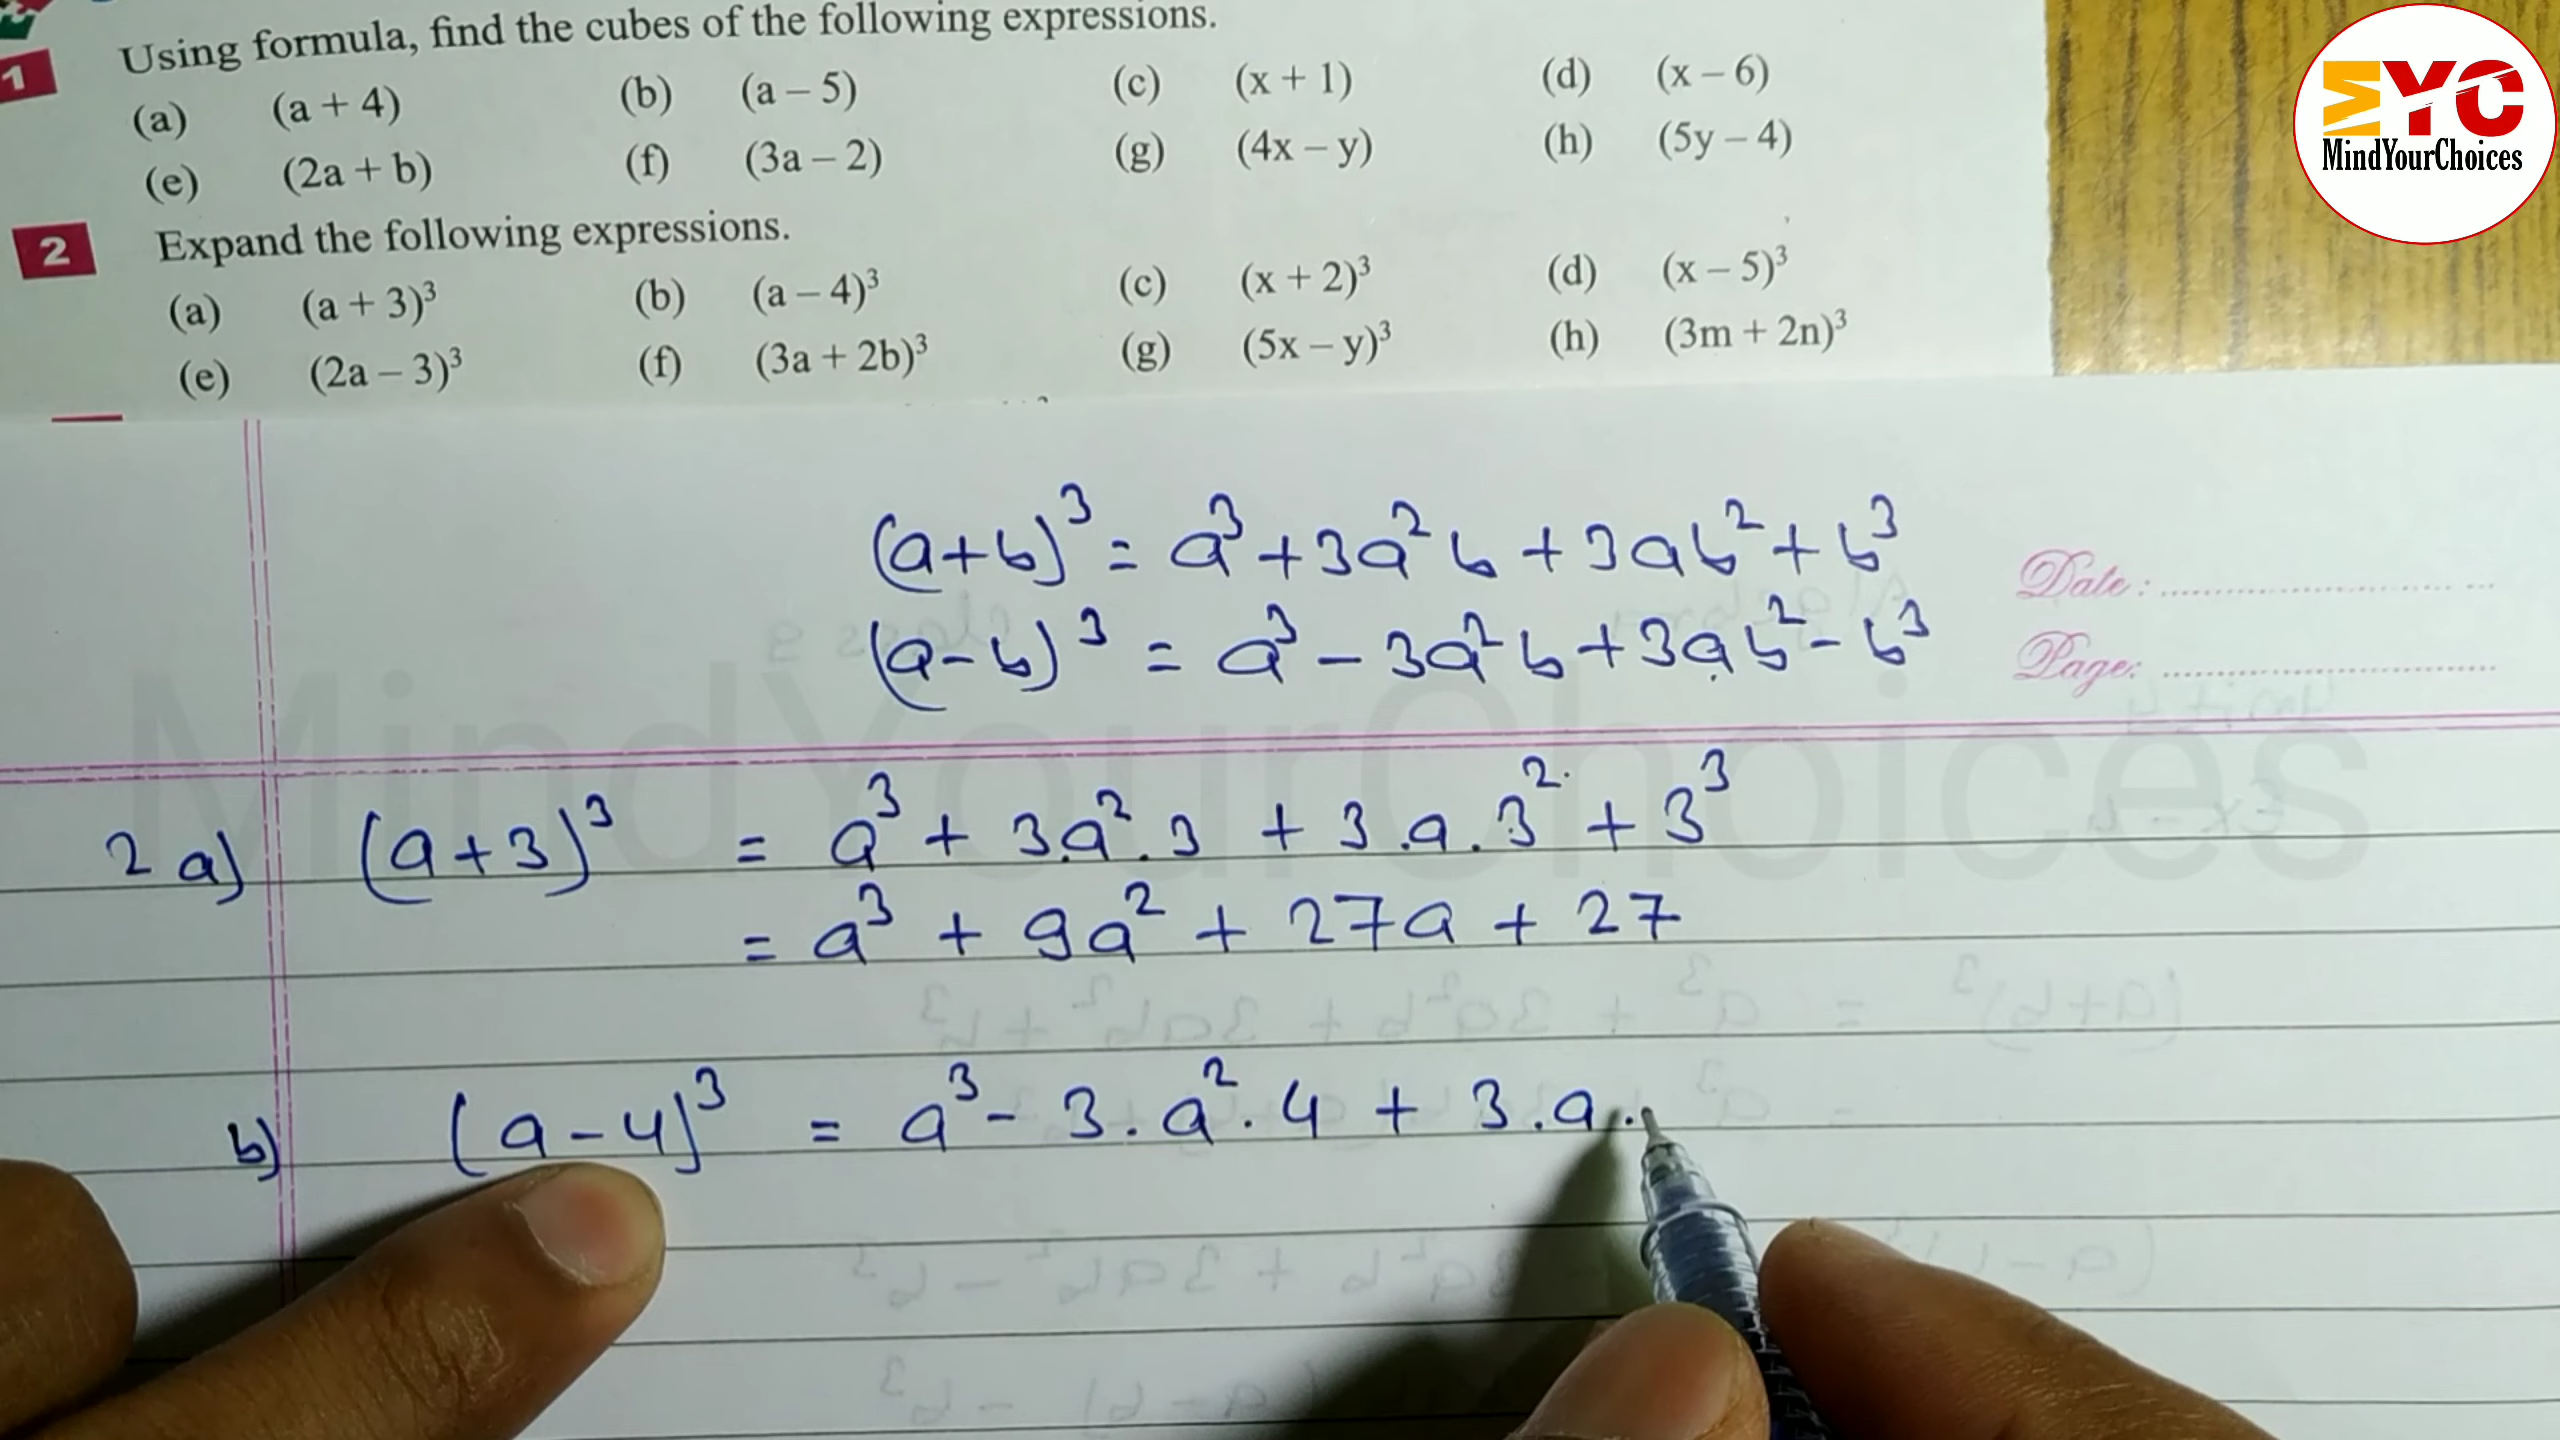 1 Using formula, find the cubes of the following expressions.
(a) (a + 4) (b) (a – 5) (c) (x + 1) (d) (x – 6)
(e) (2a + b) (f) (3a – 2) (g) (4x – y) (h) (5y – 4)
2 Expand the following expressions.
(a) (a + 3)³ (b) (a – 4)³ (c) (x + 2)³ (d) (x – 5)³
(e) (2a – 3)³ (f) (3a + 2b)³ (g) (5x – y)³ (h) (3m + 2n)³
MYC
MindYourChoices
(a+b)³ = a³ + 3a²b + 3ab² + b³
Date:
(a-b)³ = a³ - 3a²b + 3ab² - b³
Page:
MindYourChoices
2 a) (a+3)³ = a³ + 3.a².3 + 3.a.3² + 3³
= a³ + 9a² + 27a + 27
b) (a-4)³ = a³ - 3.a².4 + 3.a.